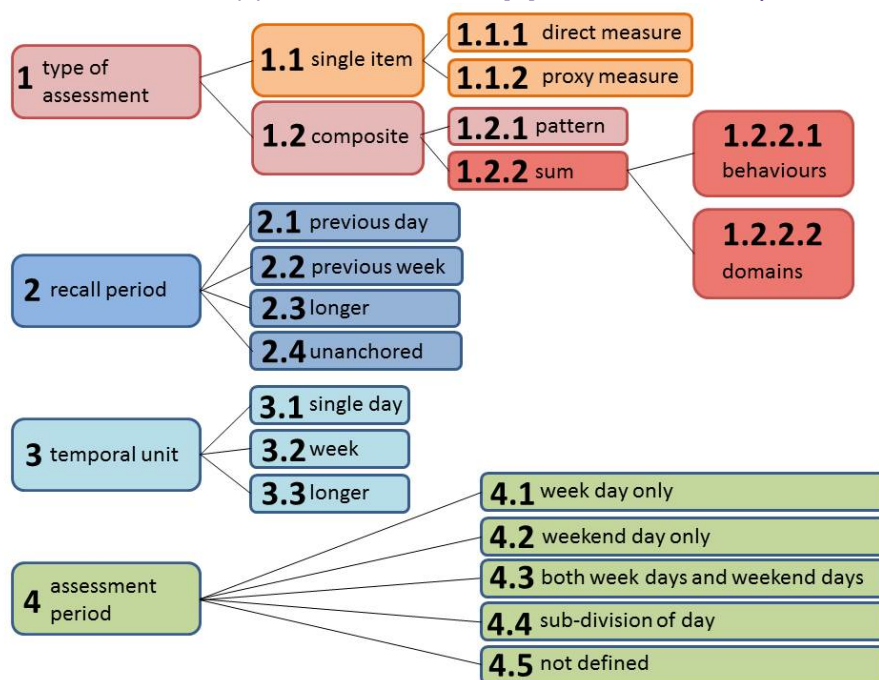 1 type of
assessment
1.1 single item
1.1.1 direct measure
1.1.2 proxy measure
1.2 composite
1.2.1 pattern
1.2.2 sum
1.2.2.1
behaviours
1.2.2.2
domains
2 recall period
2.1 previous day
2.2 previous week
2.3 longer
2.4 unanchored
3 temporal unit
3.1 single day
3.2 week
3.3 longer
4 assessment
period
4.1 week day only
4.2 weekend day only
4.3 both week days and weekend days
4.4 sub-division of day
4.5 not defined